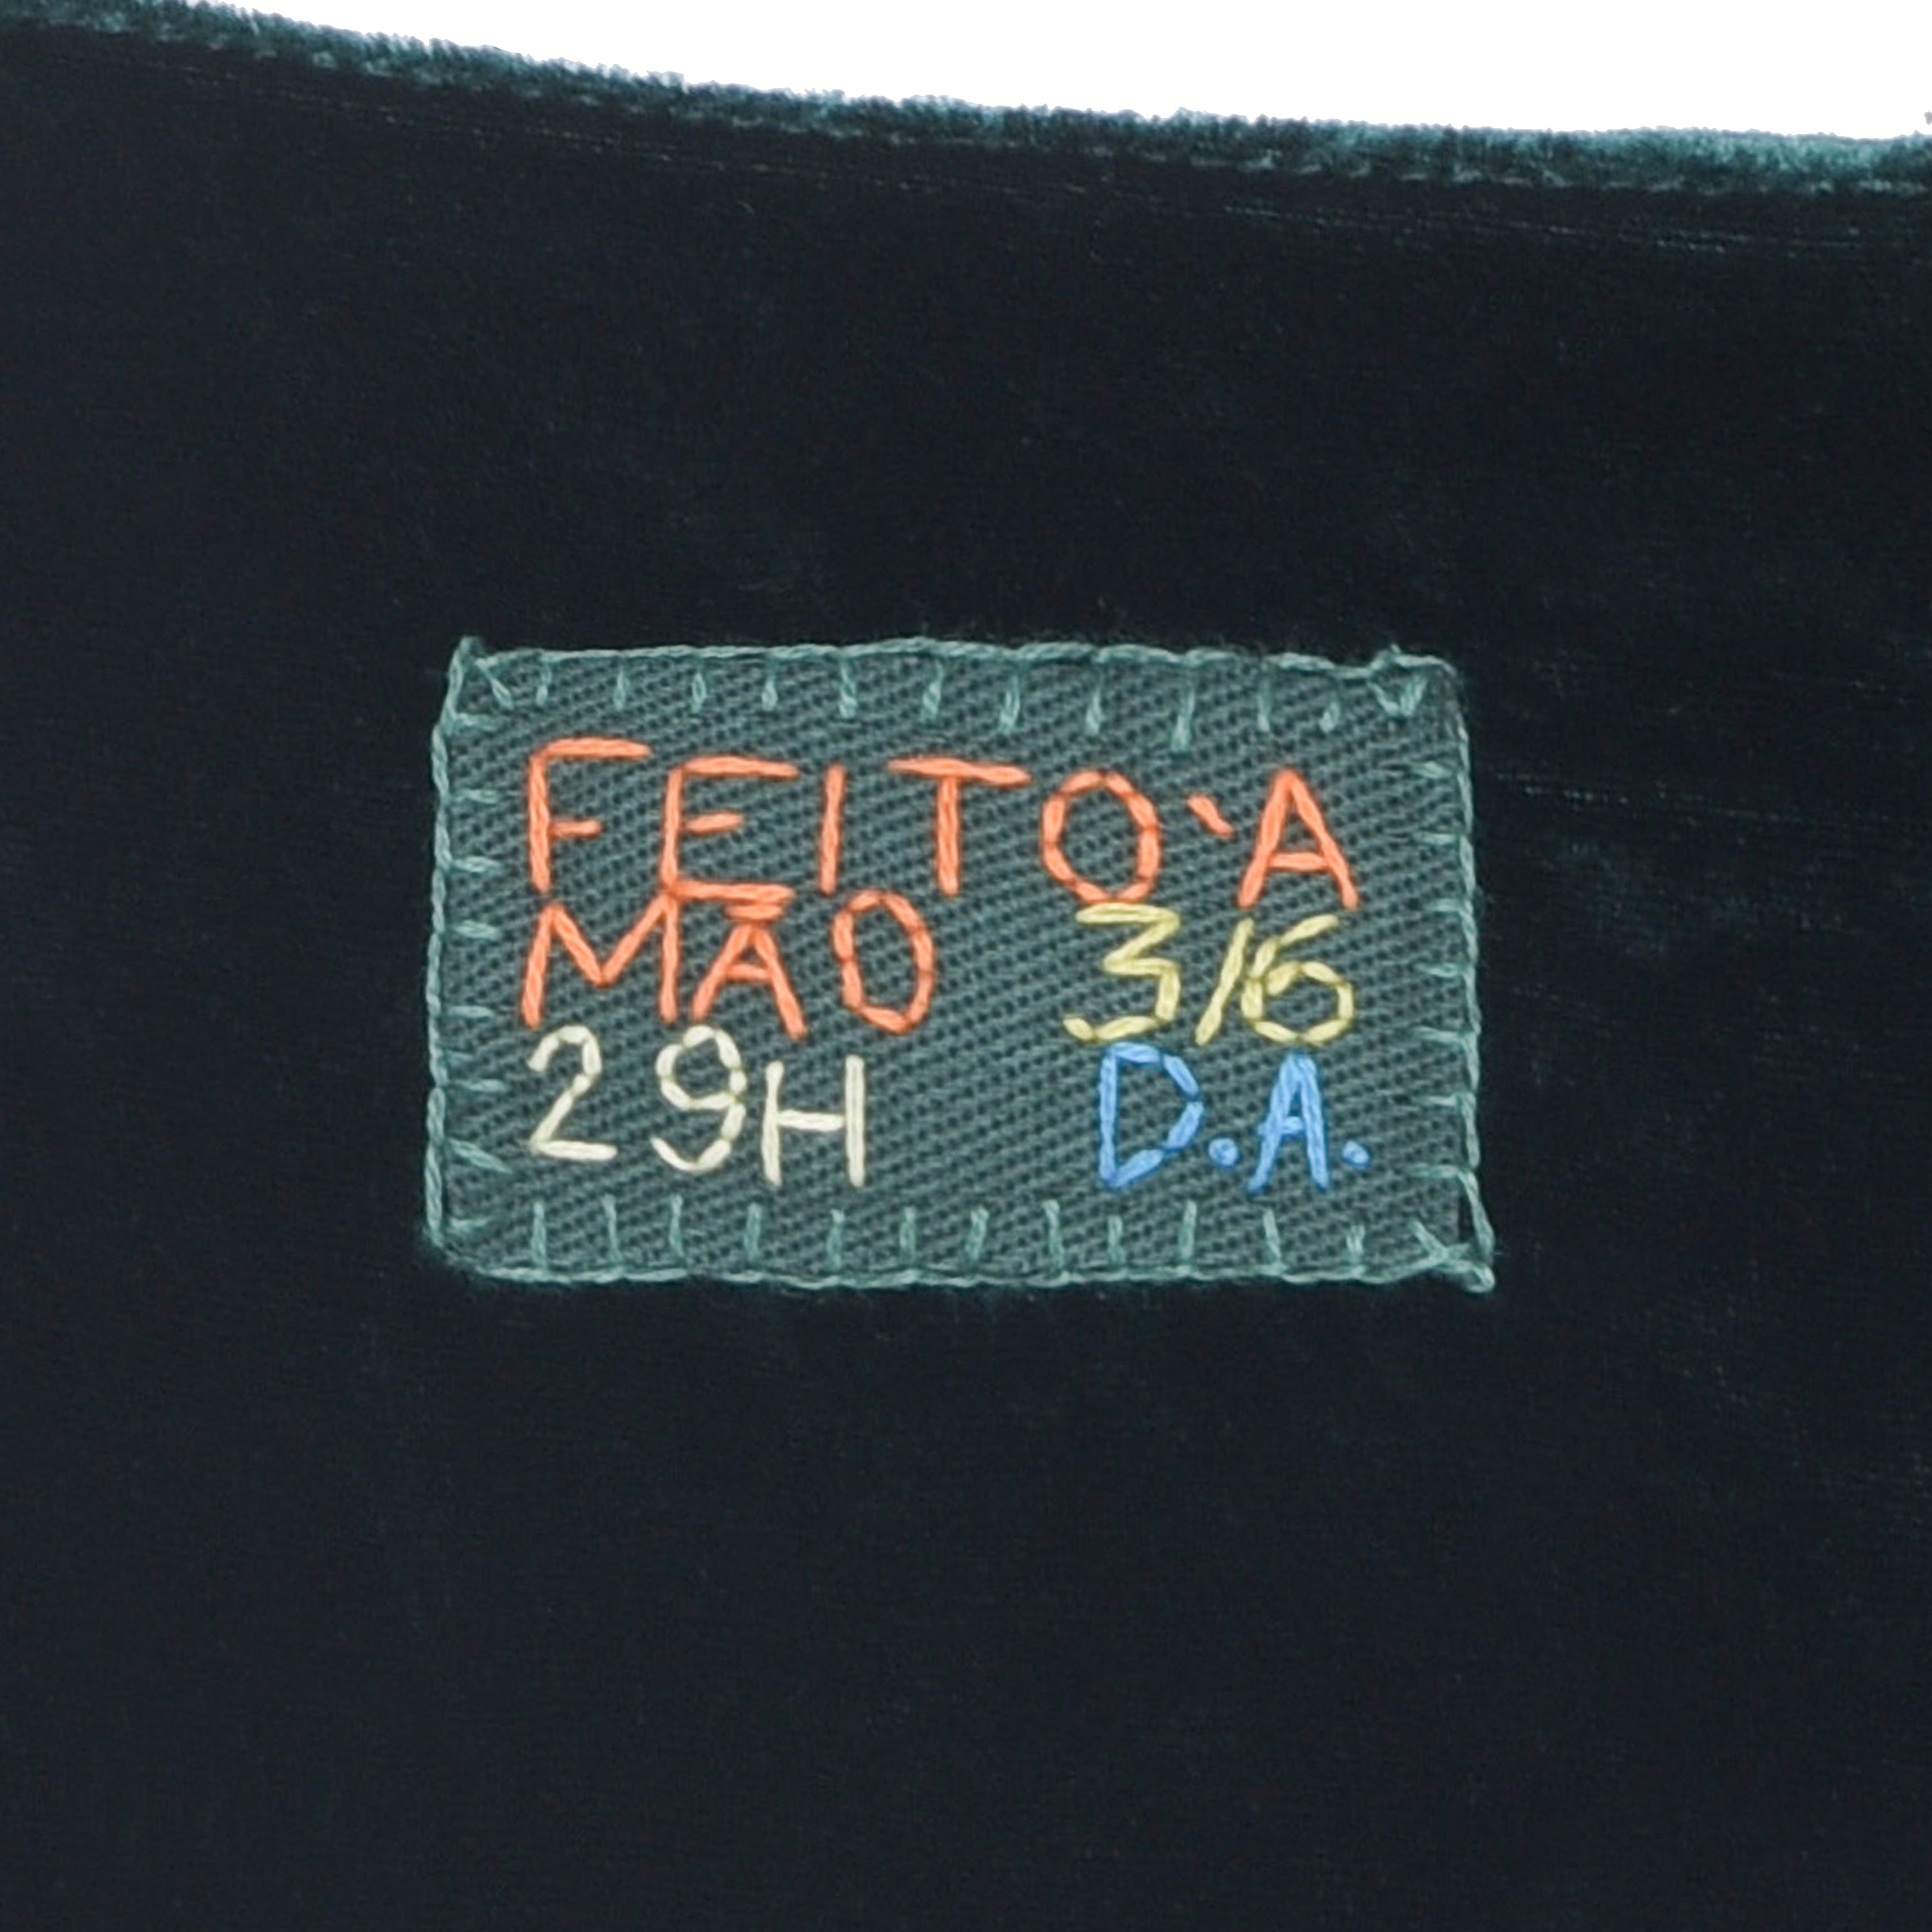 FEITO `A
MÃO 3/6
29H D.A.